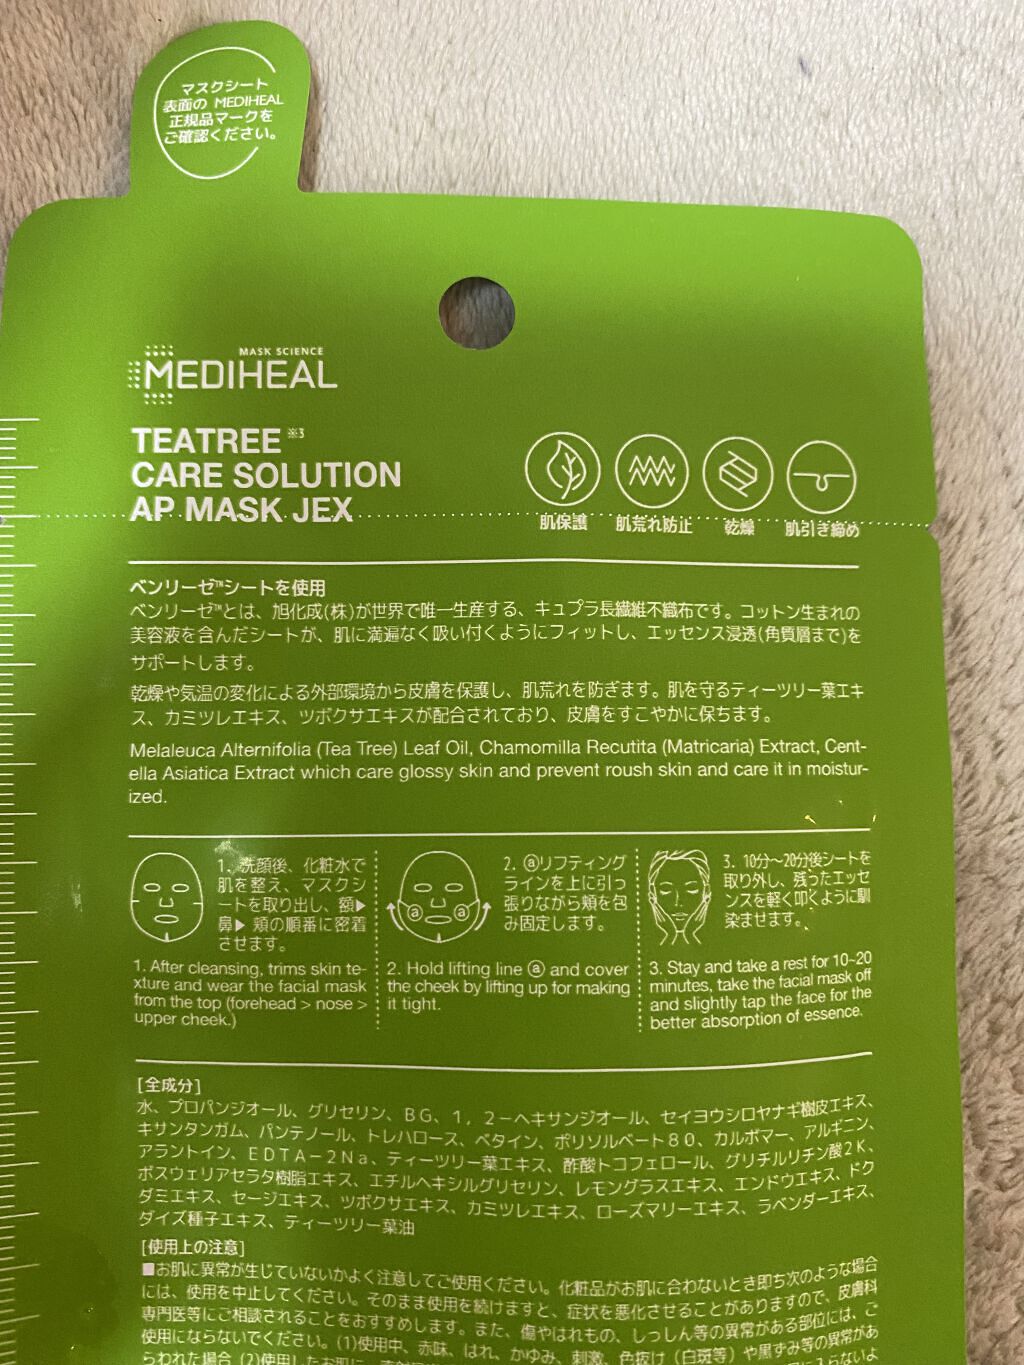 マスクシート
表面の MEDIHEAL
正規品マークを
ご確認ください。
MASK SCIENCE
MEDIHEAL
TEATREE ※3
CARE SOLUTION
AP MASK JEX
肌保護 肌荒れ防止 乾燥 肌引き締め
ベンリーゼ™シートを使用
ベンリーゼ™とは、旭化成(株)が世界で唯一生産する、キュプラ長繊維不織布です。コットン生まれの
美容液を含んだシートが、肌に満遍なく吸い付くようにフィットし、エッセンス浸透(角質層まで)を
サポートします。
乾燥や気温の変化による外部環境から皮膚を保護し、肌荒れを防ぎます。肌を守るティーツリー葉エキ
ス、カミツレエキス、ツボクサエキスが配合されており、皮膚をすこやかに保ちます。
Melaleuca Alternifolia (Tea Tree) Leaf Oil, Chamomilla Recutita (Matricaria) Extract, Cent-
ella Asiatica Extract which care glossy skin and prevent roush skin and care it in moistur-
ized.
1. 洗顔後、化粧水で
肌を整え、マスクシ
ートを取り出し、額▶
鼻▶ 頬の順番に密着
させます。
1. After cleansing, trims skin te-
xture and wear the facial mask
from the top (forehead > nose >
upper cheek.)
ⓐ ⓐ
2. ⓐリフティング
ラインを上に引っ
張りながら頬を包
み固定します。
2. Hold lifting line ⓐ and cover
the cheek by lifting up for making
it tight.
3. 10分〜20分後シートを
取り外し、残ったエッセ
ンスを軽く叩くように馴
染ませます。
3. Stay and take a rest for 10-20
minutes, take the facial mask off
and slightly tap the face for the
better absorption of essence.
[全成分]
水、プロパンジオール、グリセリン、BG、1，2－ヘキサンジオール、セイヨウシロヤナギ樹皮エキス、
キサンタンガム、パンテノール、トレハロース、ベタイン、ポリソルベート80、カルボマー、アルギニン、
アラントイン、EDTA－2Na、ティーツリー葉エキス、酢酸トコフェロール、グリチルリチン酸2K、
ボスウェリアセラタ樹脂エキス、エチルヘキシルグリセリン、レモングラスエキス、エンドウエキス、ドク
ダミエキス、セージエキス、ツボクサエキス、カミツレエキス、ローズマリーエキス、ラベンダーエキス、
ダイズ種子エキス、ティーツリー葉油
[使用上の注意]
■お肌に異常が生じていないかよく注意してご使用ください。化粧品がお肌に合わないとき即ち次のような場合
には、使用を中止してください。そのまま使用を続けますと、症状を悪化させることがありますので、皮膚科
専門医等にご相談されることをおすすめします。また、傷やはれもの、しっしん等の異常がある部位には、ご
使用にならないでください。(1)使用中、赤味、はれ、かゆみ、刺激、色抜け（白斑等）や黒ずみ等の異常があ
らわれた場合 (2)使用したお肌に、